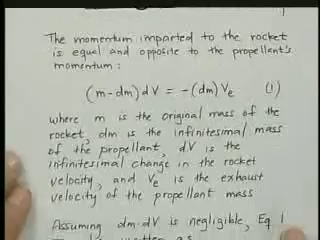 The momentum imparted to the rocket
is equal and opposite to the propellant's
momentum:
(m-dm) dV = -(dm) Ve (1)
where m is the original mass of the
rocket, dm is the infinitesimal mass
of the propellant, dV is the
infinitesimal change in the rocket
velocity, and Ve is the exhaust
velocity of the propellant mass
Assuming dm·dV is negligible, Eq 1